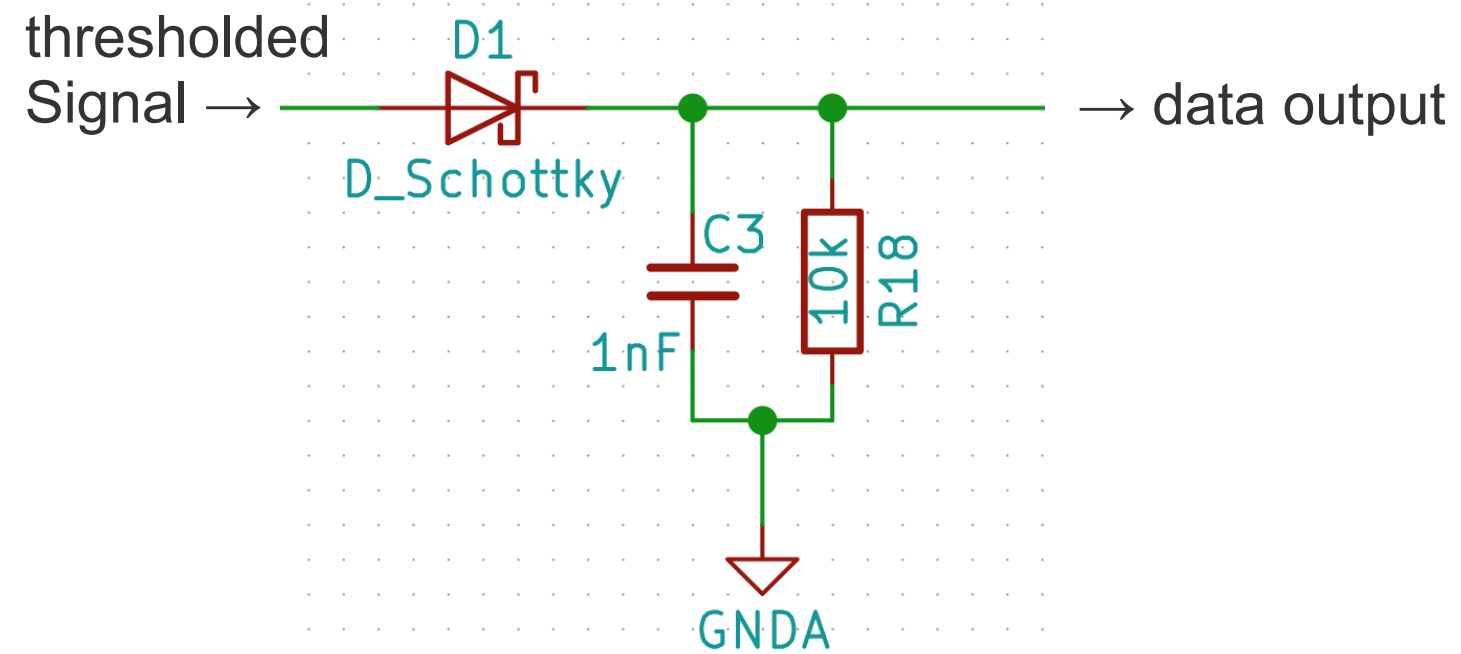 thresholded
Signal →
D1
D_Schottky
→ data output
C3
1nF
10k
R18
GNDA